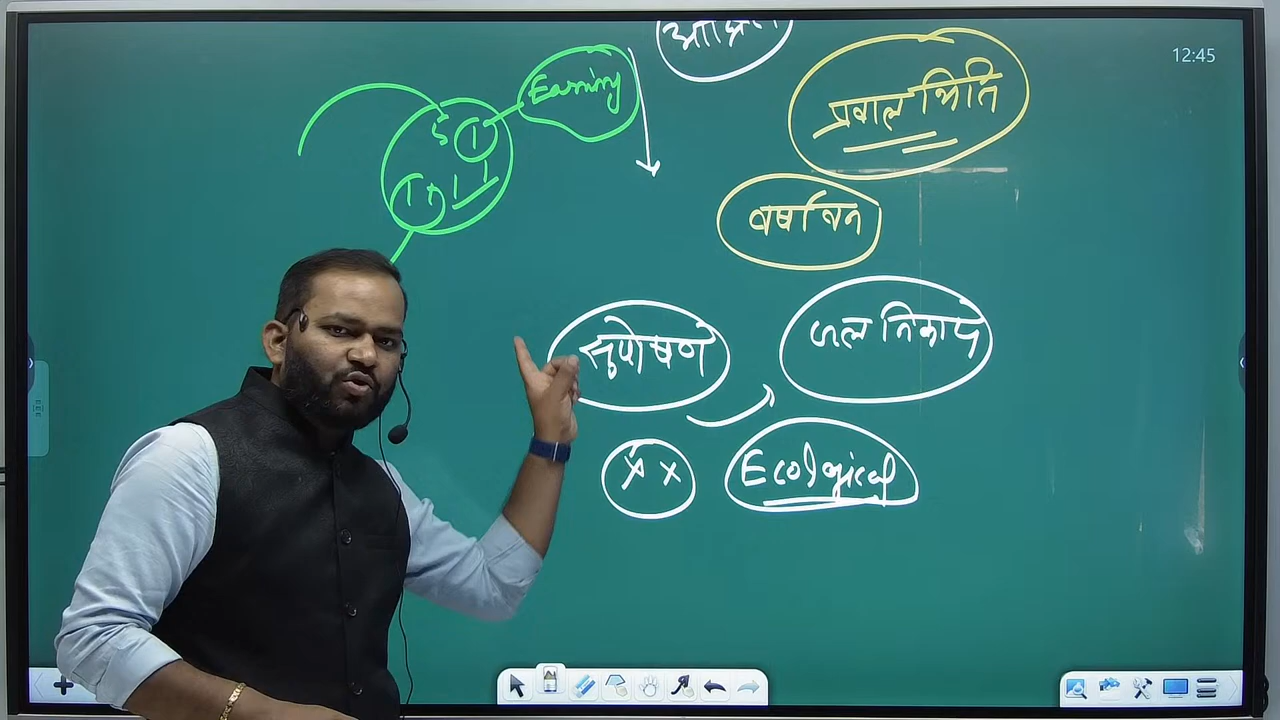 12:45
Earning
प्रवाल भिति
वर्षावन
सुपोषण
जल निकाय
x x
Ecological